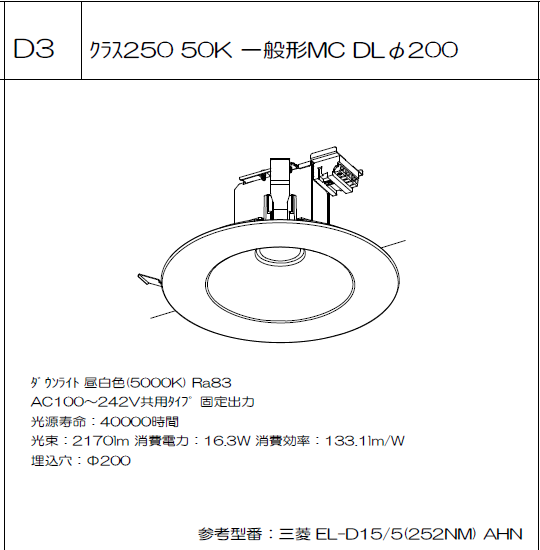 D3
ｸﾗｽ250 50K 一般形MC DLφ200
ﾀﾞｳﾝﾗｲﾄ 昼白色(5000K) Ra83
AC100～242V共用ﾀｲﾌﾟ 固定出力
光源寿命：40000時間
光束：2170lm 消費電力：16.3W 消費効率：133.1lm/W
埋込穴：Φ200
参考型番：三菱 EL-D15/5(252NM) AHN